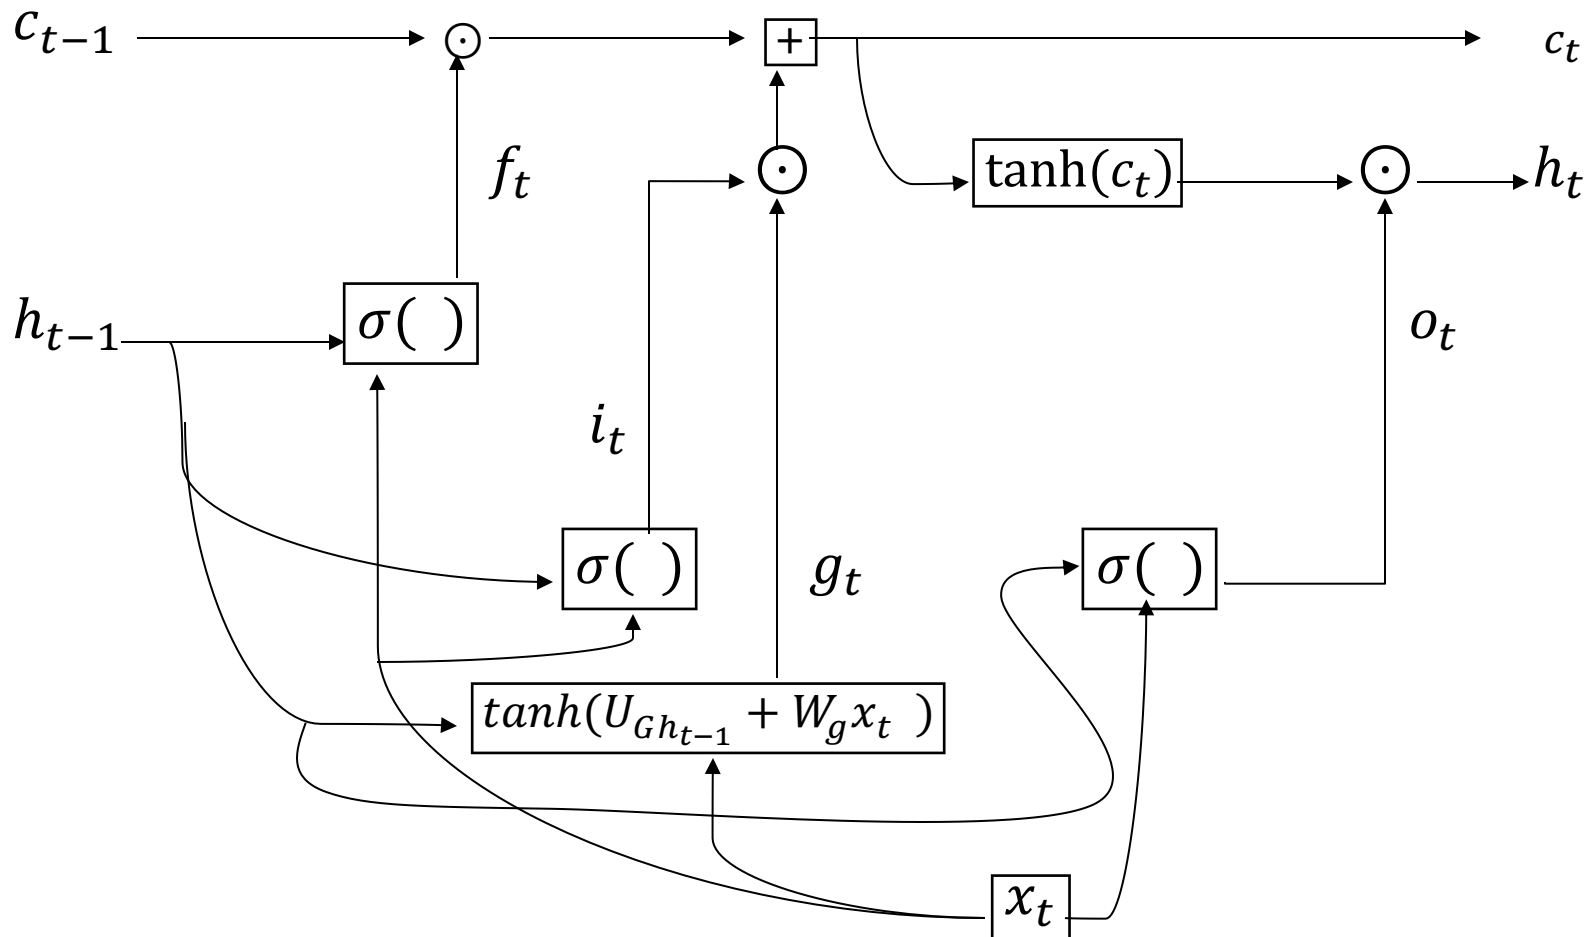 c_{t-1} ⊙ + c_t
f_t ⊙ tanh(c_t) ⊙ h_t
h_{t-1} σ( ) o_t
i_t
σ( ) g_t σ( )
tanh(U_{Gh_{t-1}} + W_g x_t )
x_t